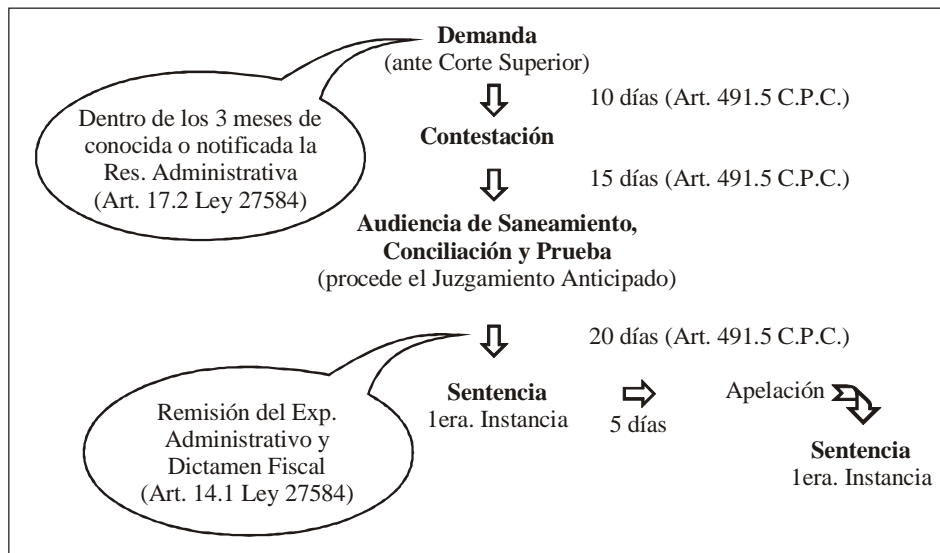 Demanda
(ante Corte Superior)
Dentro de los 3 meses de
conocida o notificada la
Res. Administrativa
(Art. 17.2 Ley 27584)
10 días (Art. 491.5 C.P.C.)
Contestación
15 días (Art. 491.5 C.P.C.)
Audiencia de Saneamiento,
Conciliación y Prueba
(procede el Juzgamiento Anticipado)
20 días (Art. 491.5 C.P.C.)
Remisión del Exp.
Administrativo y
Dictamen Fiscal
(Art. 14.1 Ley 27584)
Sentencia
1era. Instancia
5 días
Apelación
Sentencia
1era. Instancia